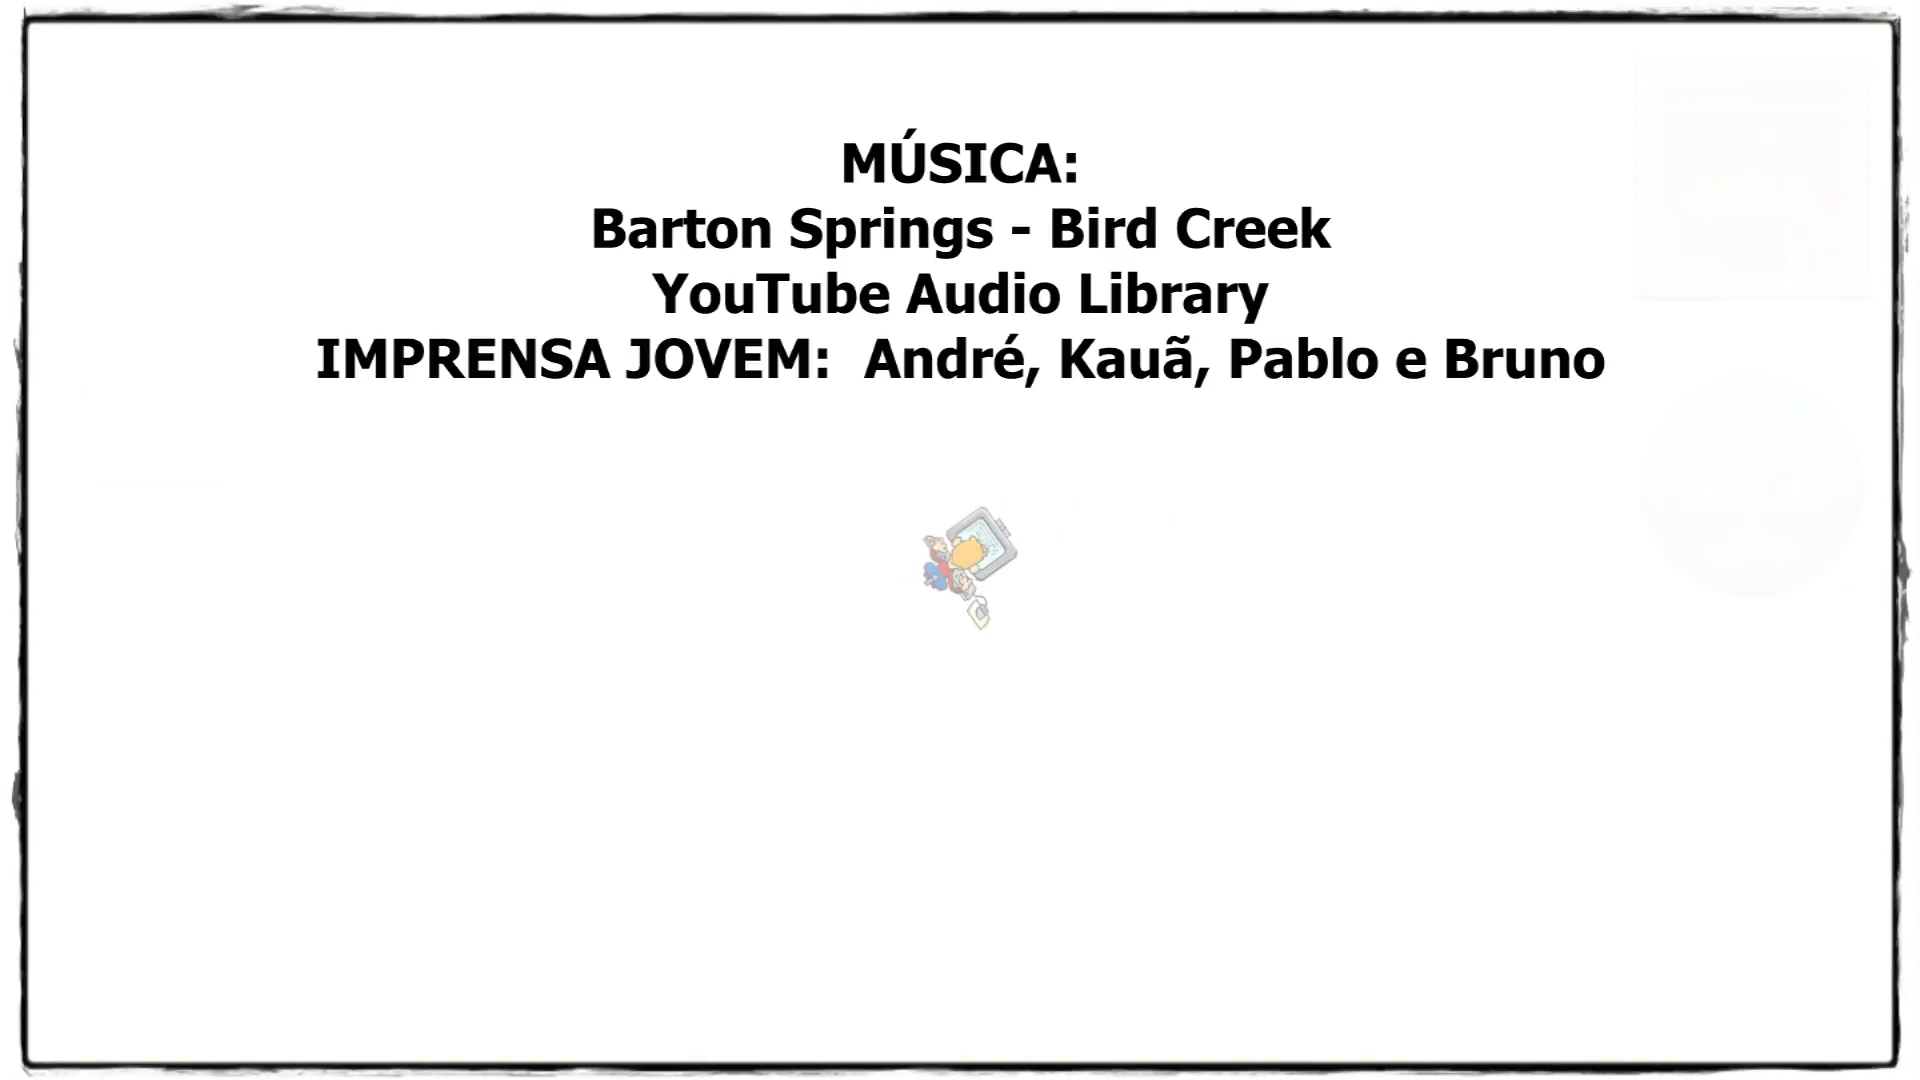 MÚSICA:
Barton Springs - Bird Creek
YouTube Audio Library
IMPRENSA JOVEM:  André, Kauã, Pablo e Bruno